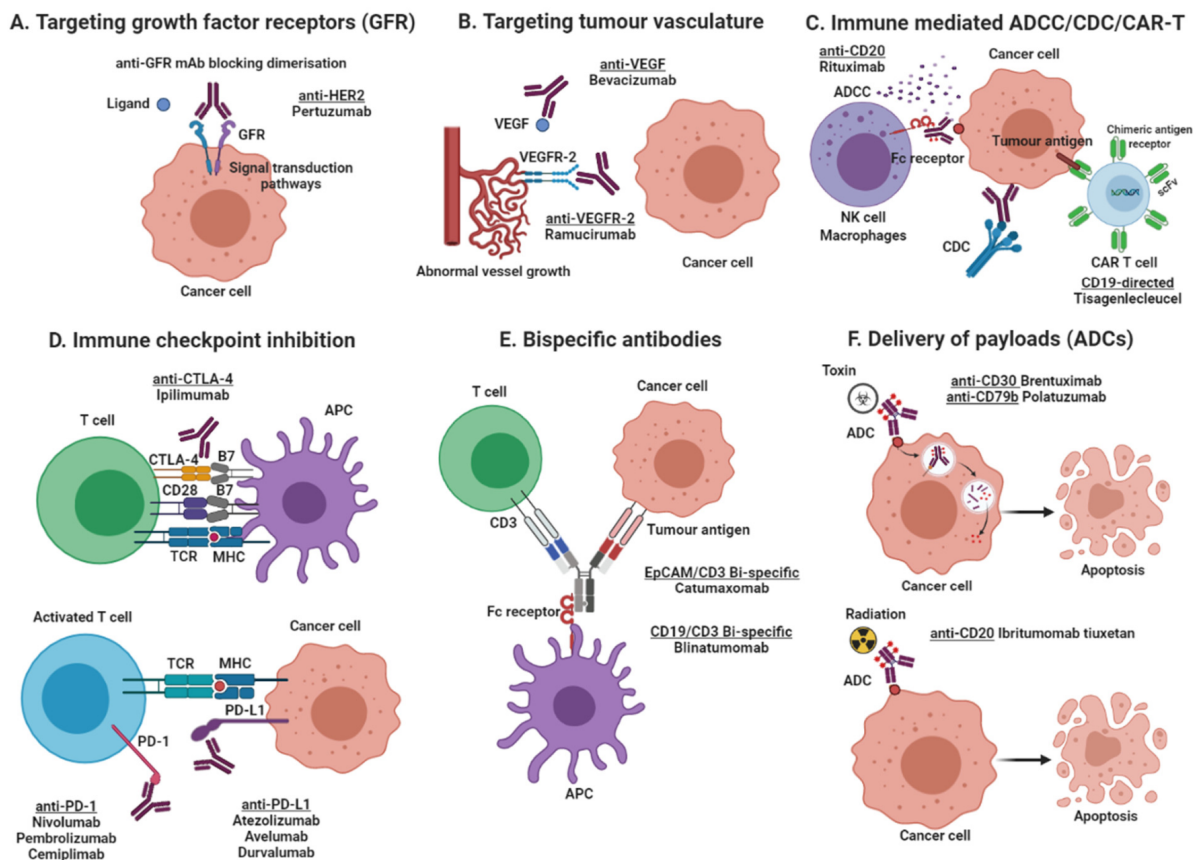 A. Targeting growth factor receptors (GFR)
anti-GFR mAb blocking dimerisation
Ligand
anti-HER2
Pertuzumab
GFR
Signal transduction
pathways
Cancer cell
B. Targeting tumour vasculature
anti-VEGF
Bevacizumab
VEGF
VEGFR-2
anti-VEGFR-2
Ramucirumab
Abnormal vessel growth
Cancer cell
C. Immune mediated ADCC/CDC/CAR-T
anti-CD20
Rituximab
ADCC
Cancer cell
Fc receptor
Tumour antigen
Chimeric antigen
receptor
scFv
NK cell
Macrophages
CDC
CAR T cell
CD19-directed
Tisagenlecleucel
D. Immune checkpoint inhibition
anti-CTLA-4
Ipilimumab
T cell
APC
CTLA-4
B7
CD28
B7
TCR
MHC
Activated T cell
Cancer cell
TCR
MHC
PD-L1
PD-1
anti-PD-1
Nivolumab
Pembrolizumab
Cemiplimab
anti-PD-L1
Atezolizumab
Avelumab
Durvalumab
E. Bispecific antibodies
T cell
Cancer cell
CD3
Tumour antigen
EpCAM/CD3 Bi-specific
Catumaxomab
Fc receptor
CD19/CD3 Bi-specific
Blinatumomab
APC
F. Delivery of payloads (ADCs)
Toxin
anti-CD30 Brentuximab
anti-CD79b Polatuzumab
ADC
Cancer cell
Apoptosis
Radiation
anti-CD20 Ibritumomab tiuxetan
ADC
Cancer cell
Apoptosis